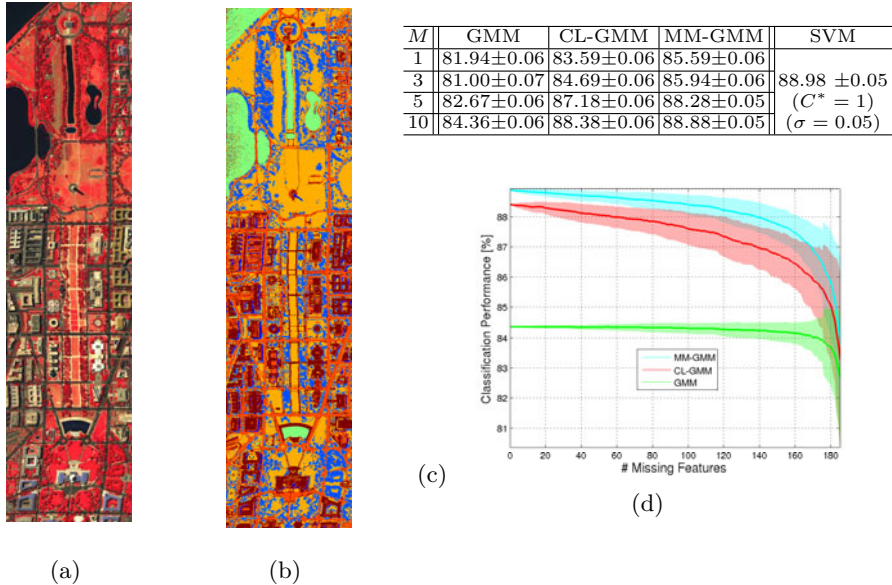 M GMM CL-GMM MM-GMM SVM
1 81.94±0.06 83.59±0.06 85.59±0.06
3 81.00±0.07 84.69±0.06 85.94±0.06 88.98 ±0.05
5 82.67±0.06 87.18±0.06 88.28±0.05 (C* = 1)
10 84.36±0.06 88.38±0.06 88.88±0.05 (σ = 0.05)
Classification Performance [%]
88
87
86
85
84
83
82
81
MM-GMM
CL-GMM
GMM
0 20 40 60 80 100 120 140 160 180
# Missing Features
(c)
(d)
(a) (b)